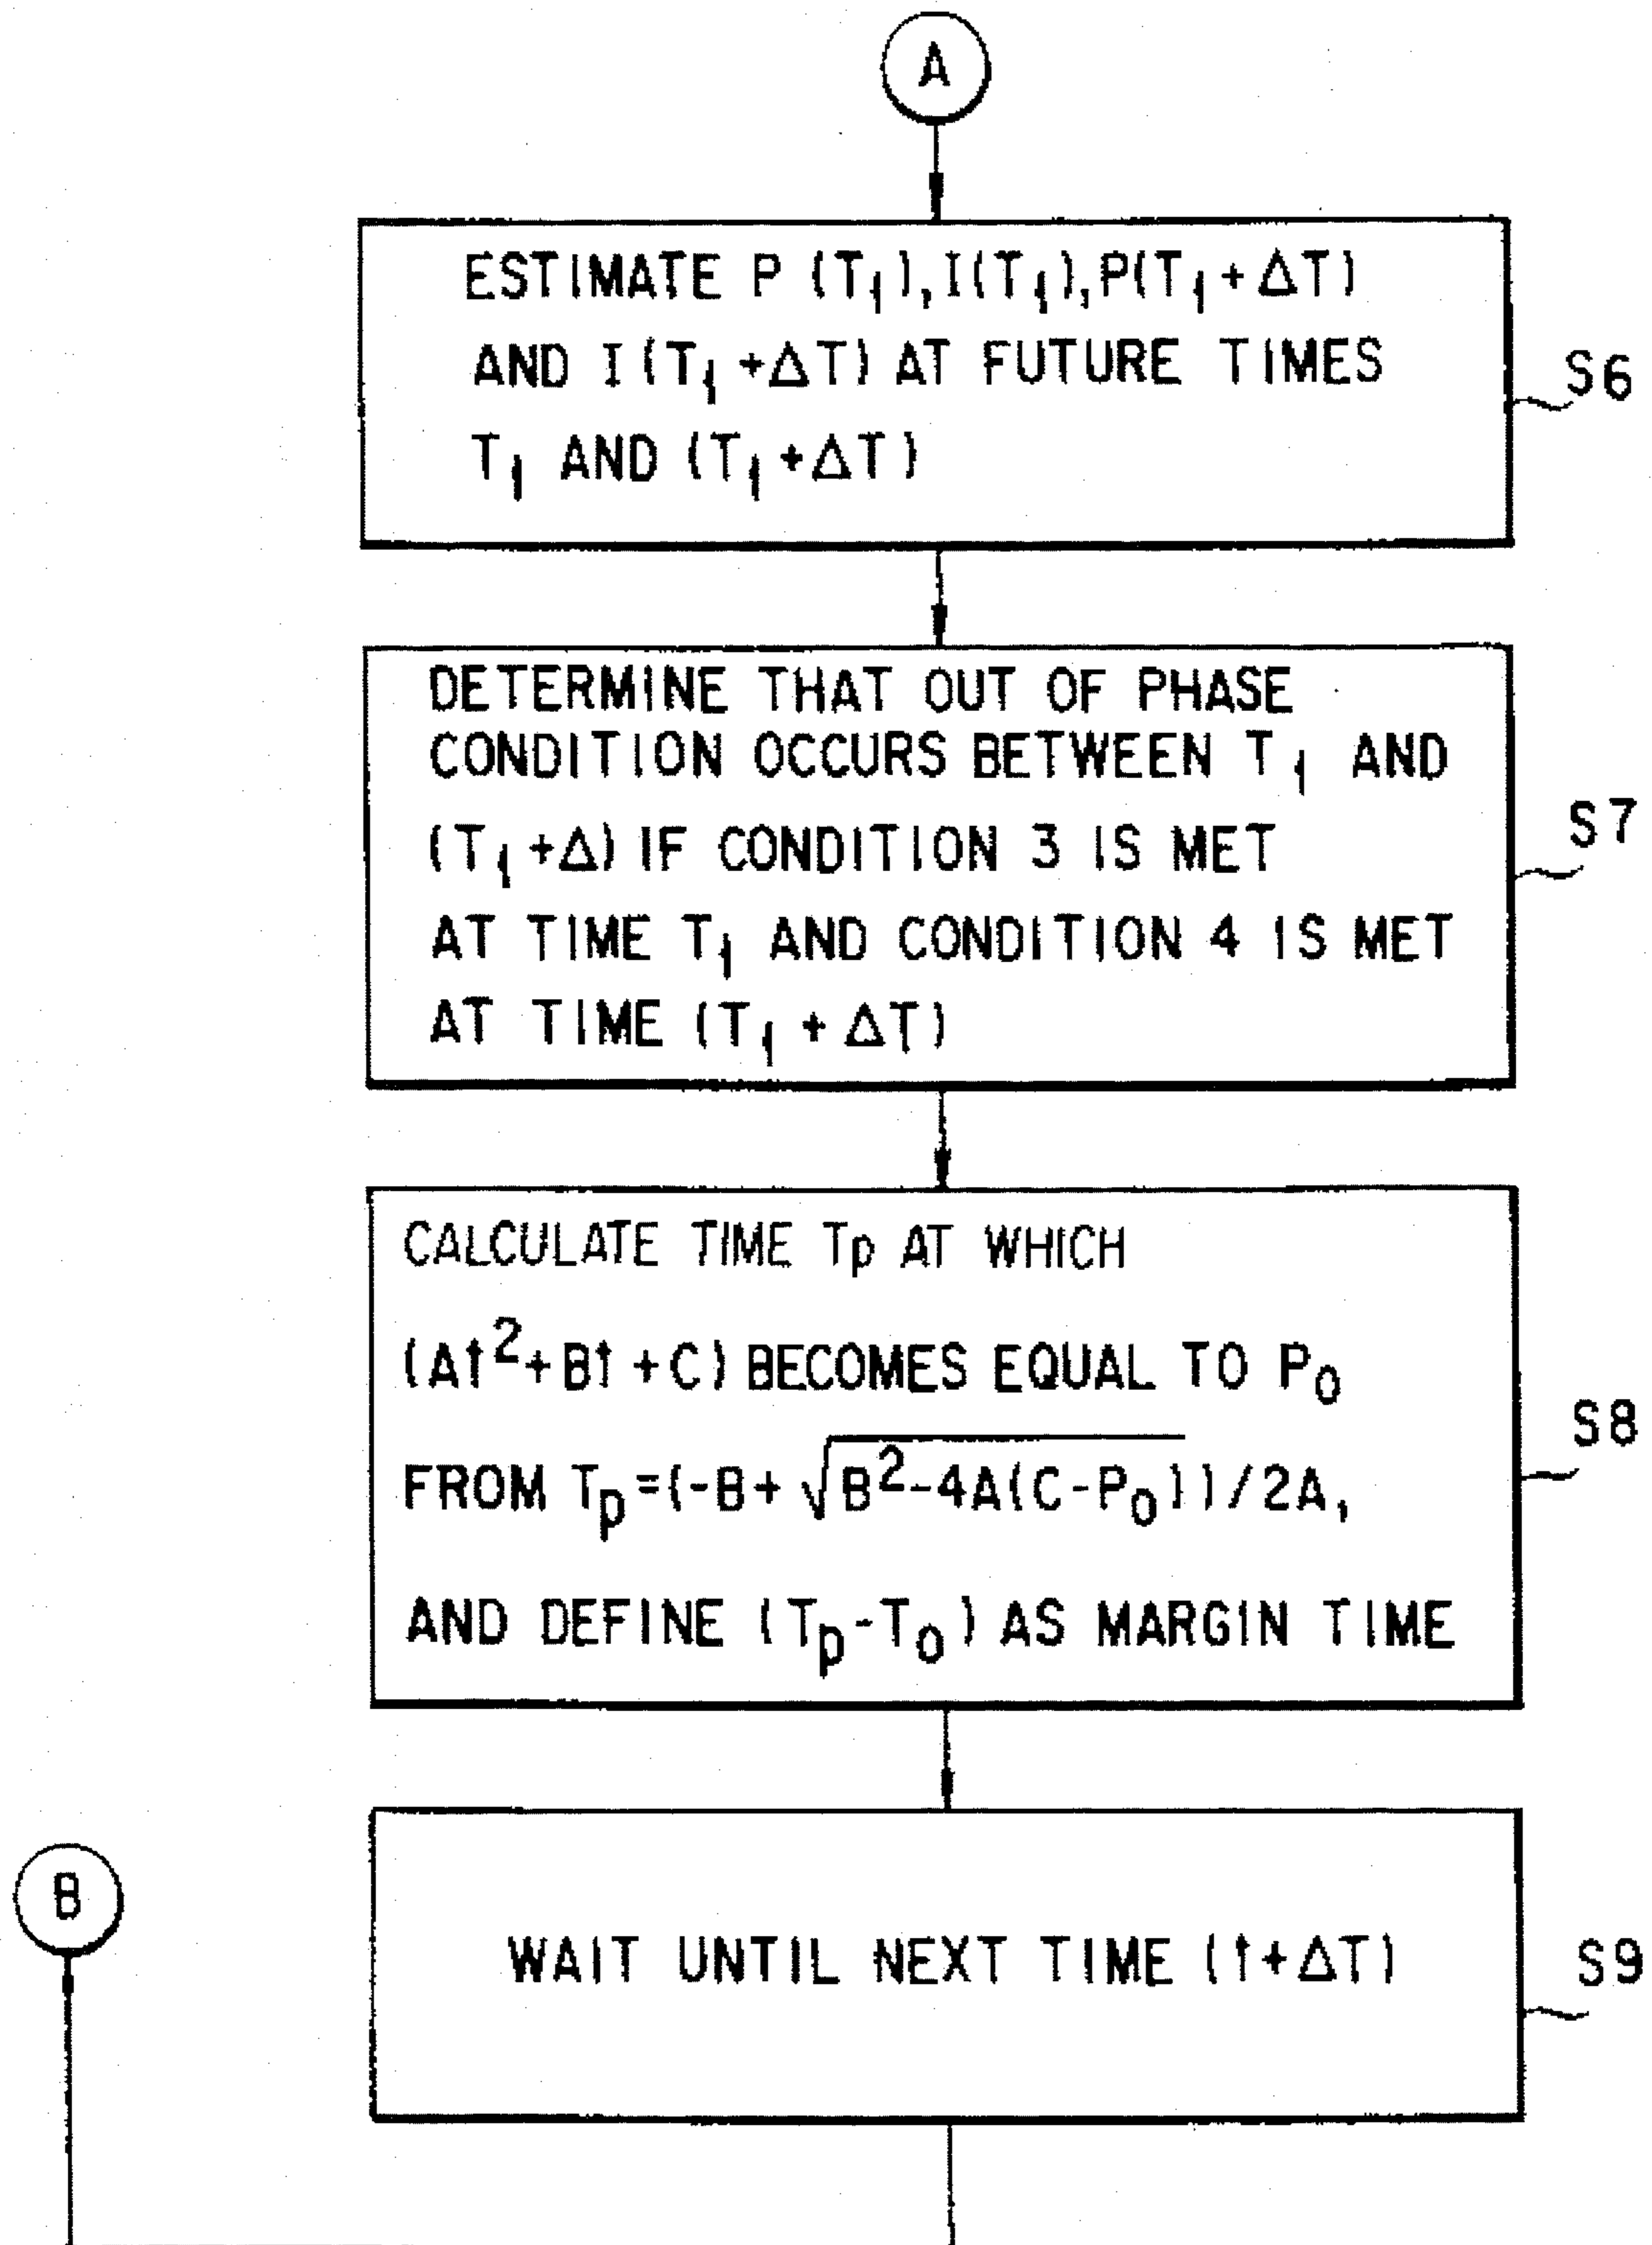 A
ESTIMATE P (T₁), I(T₁), P(T₁ + ΔT)
AND I (T₁ + ΔT) AT FUTURE TIMES
T₁ AND (T₁ + ΔT)
S6
DETERMINE THAT OUT OF PHASE
CONDITION OCCURS BETWEEN T₁ AND
(T₁ + Δ) IF CONDITION 3 IS MET
AT TIME T₁ AND CONDITION 4 IS MET
AT TIME (T₁ + ΔT)
S7
CALCULATE TIME Tp AT WHICH
(At² + Bt + C) BECOMES EQUAL TO P₀
FROM Tp = (-B + √B² - 4A(C - P₀)) / 2A,
AND DEFINE (Tp - T₀) AS MARGIN TIME
S8
B
WAIT UNTIL NEXT TIME (t + ΔT)
S9